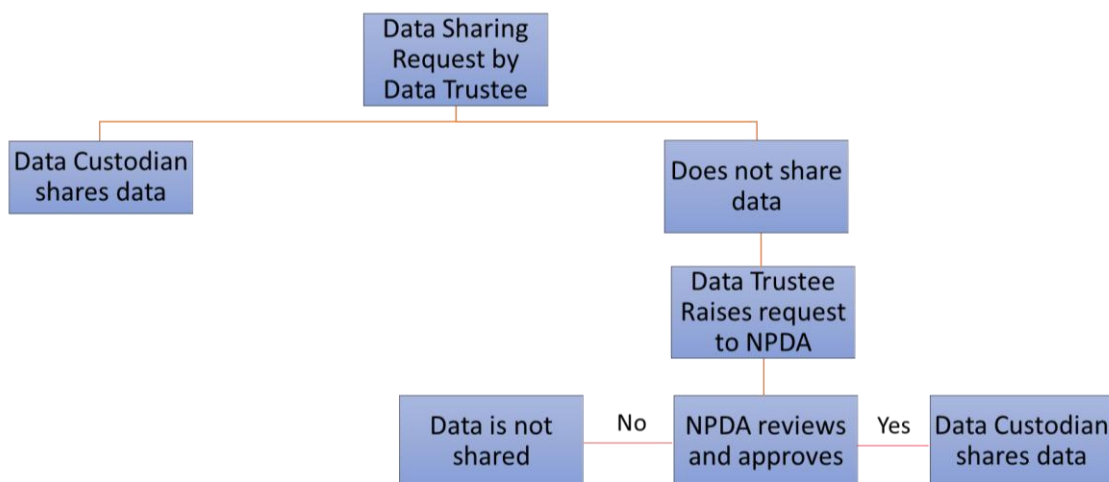 Data Sharing
Request by
Data Trustee
Data Custodian
shares data
Does not share
data
Data Trustee
Raises request
to NPDA
Data is not
shared
No
NPDA reviews
and approves
Yes
Data Custodian
shares data